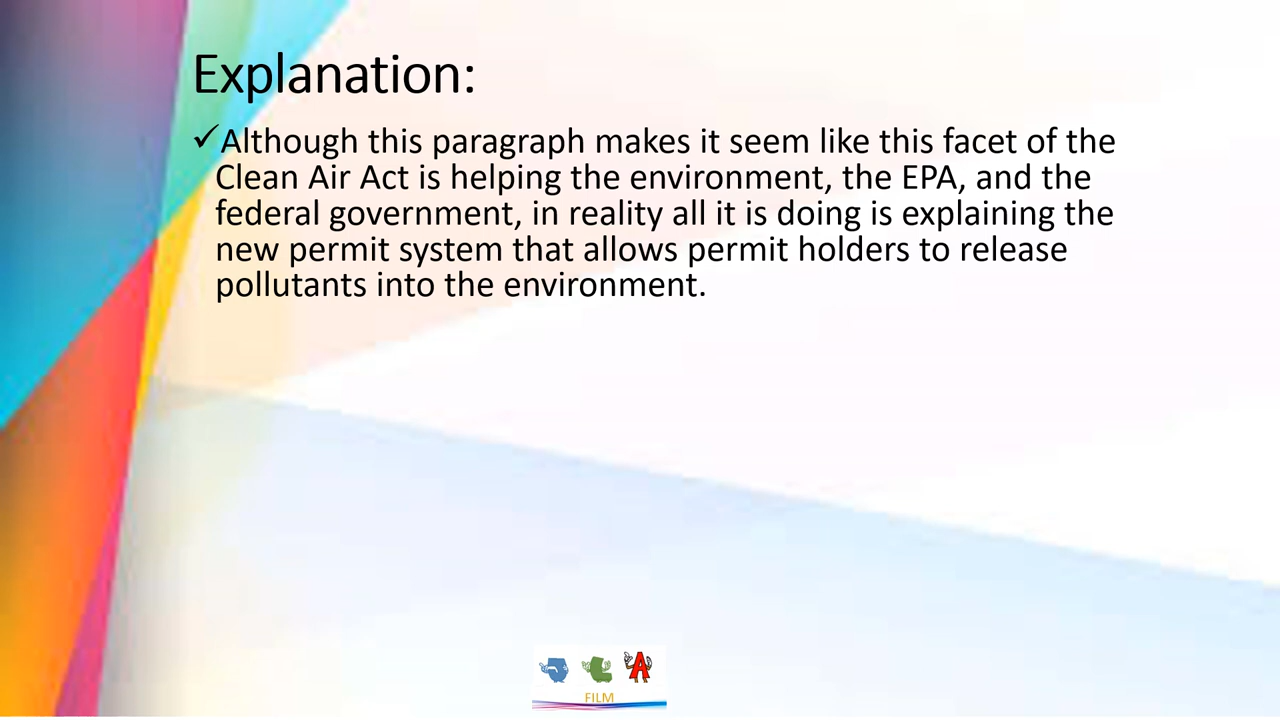 Explanation:
✓Although this paragraph makes it seem like this facet of the
Clean Air Act is helping the environment, the EPA, and the
federal government, in reality all it is doing is explaining the
new permit system that allows permit holders to release
pollutants into the environment.
A
FILM